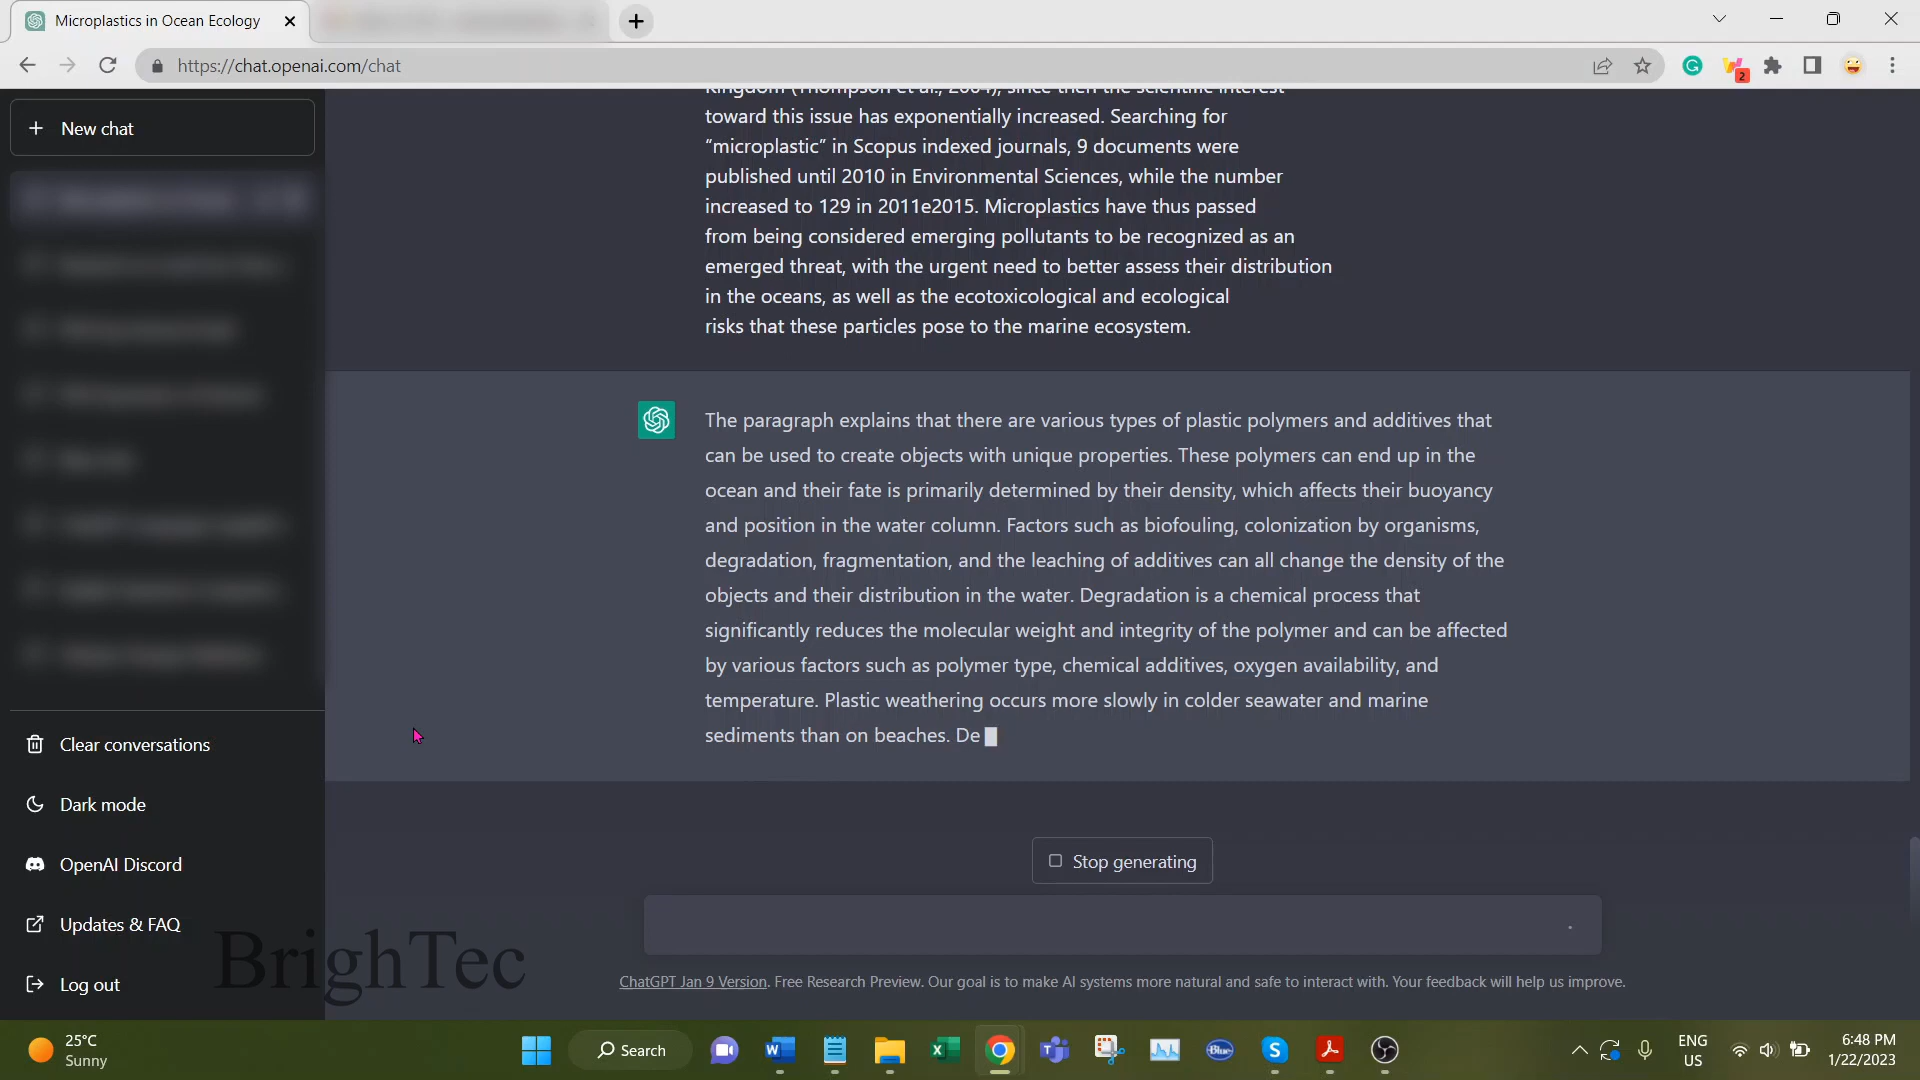 Microplastics in Ocean Ecology
https://chat.openai.com/chat
2
New chat
Kingdom (Thompson et al., 2004), since then the scientific interest
toward this issue has exponentially increased. Searching for
“microplastic” in Scopus indexed journals, 9 documents were
published until 2010 in Environmental Sciences, while the number
increased to 129 in 2011e2015. Microplastics have thus passed
from being considered emerging pollutants to be recognized as an
emerged threat, with the urgent need to better assess their distribution
in the oceans, as well as the ecotoxicological and ecological
risks that these particles pose to the marine ecosystem.
The paragraph explains that there are various types of plastic polymers and additives that
can be used to create objects with unique properties. These polymers can end up in the
ocean and their fate is primarily determined by their density, which affects their buoyancy
and position in the water column. Factors such as biofouling, colonization by organisms,
degradation, fragmentation, and the leaching of additives can all change the density of the
objects and their distribution in the water. Degradation is a chemical process that
significantly reduces the molecular weight and integrity of the polymer and can be affected
by various factors such as polymer type, chemical additives, oxygen availability, and
temperature. Plastic weathering occurs more slowly in colder seawater and marine
sediments than on beaches. De
Clear conversations
Dark mode
OpenAI Discord
Updates & FAQ
Log out
BrighTec
Stop generating
ChatGPT Jan 9 Version. Free Research Preview. Our goal is to make AI systems more natural and safe to interact with. Your feedback will help us improve.
25°C
Sunny
Search
Blue
ENG
US
6:48 PM
1/22/2023